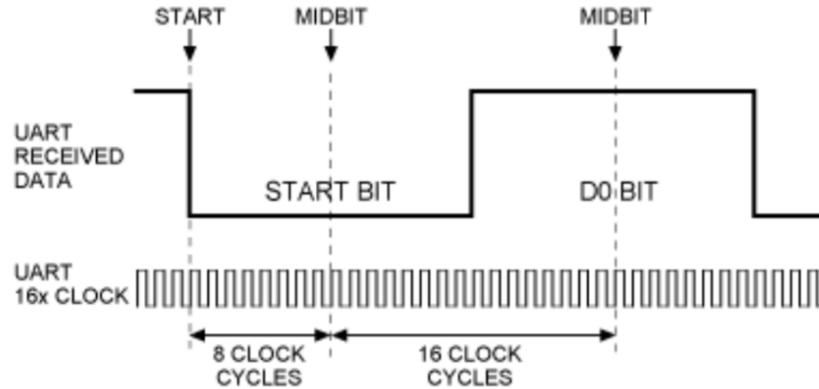 START
MIDBIT
MIDBIT
UART
RECEIVED
DATA
START BIT
D0 BIT
UART
16x CLOCK
8 CLOCK
CYCLES
16 CLOCK
CYCLES